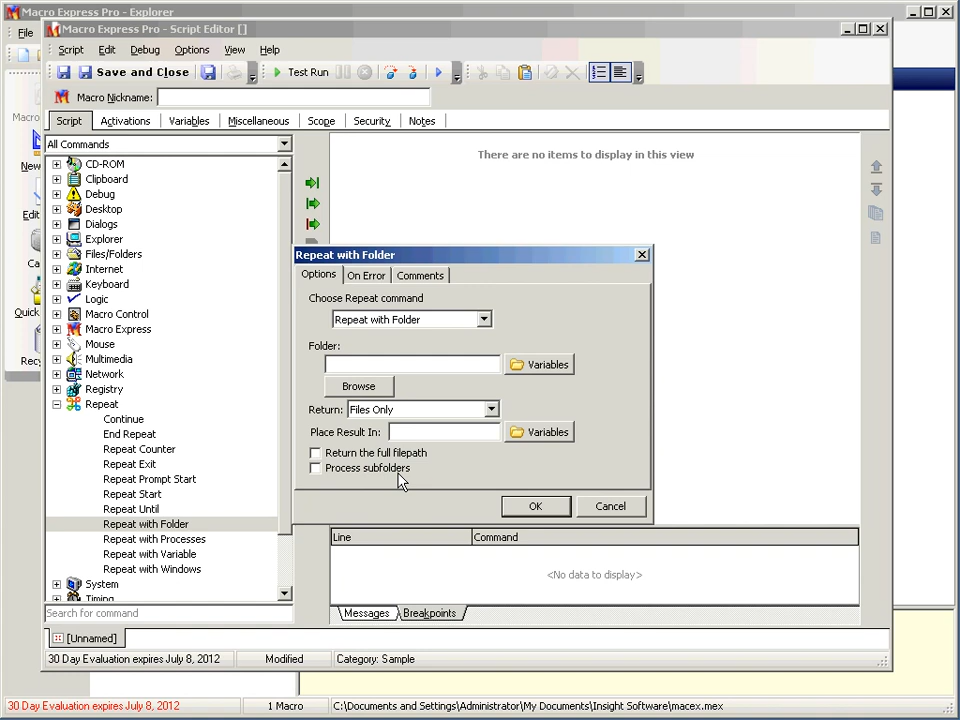 Macro Express Pro - Explorer
Macro Express Pro - Script Editor []
File
Script Edit Debug Options View Help
Save and Close Test Run
Macro Nickname:
Script Activations Variables Miscellaneous Scope Security Notes
All Commands
There are no items to display in this view
CD-ROM
Clipboard
Debug
Desktop
Dialogs
Explorer
Files/Folders
Internet
Keyboard
Logic
Macro Control
Macro Express
Mouse
Multimedia
Network
Registry
Repeat
Continue
End Repeat
Repeat Counter
Repeat Exit
Repeat Prompt Start
Repeat Start
Repeat Until
Repeat with Folder
Repeat with Processes
Repeat with Variable
Repeat with Windows
System
Timing
Search for command
Macro
New
Edit
Ca
Quick
Recy
Repeat with Folder
Options On Error Comments
Choose Repeat command
Repeat with Folder
Folder:
Variables
Browse
Return: Files Only
Place Result In: Variables
Return the full filepath
Process subfolders
OK Cancel
Line Command
<No data to display>
Messages Breakpoints
[Unnamed]
30 Day Evaluation expires July 8, 2012 Modified Category: Sample
30 Day Evaluation expires July 8, 2012 1 Macro C:\Documents and Settings\Administrator\My Documents\Insight Software\macex.mex